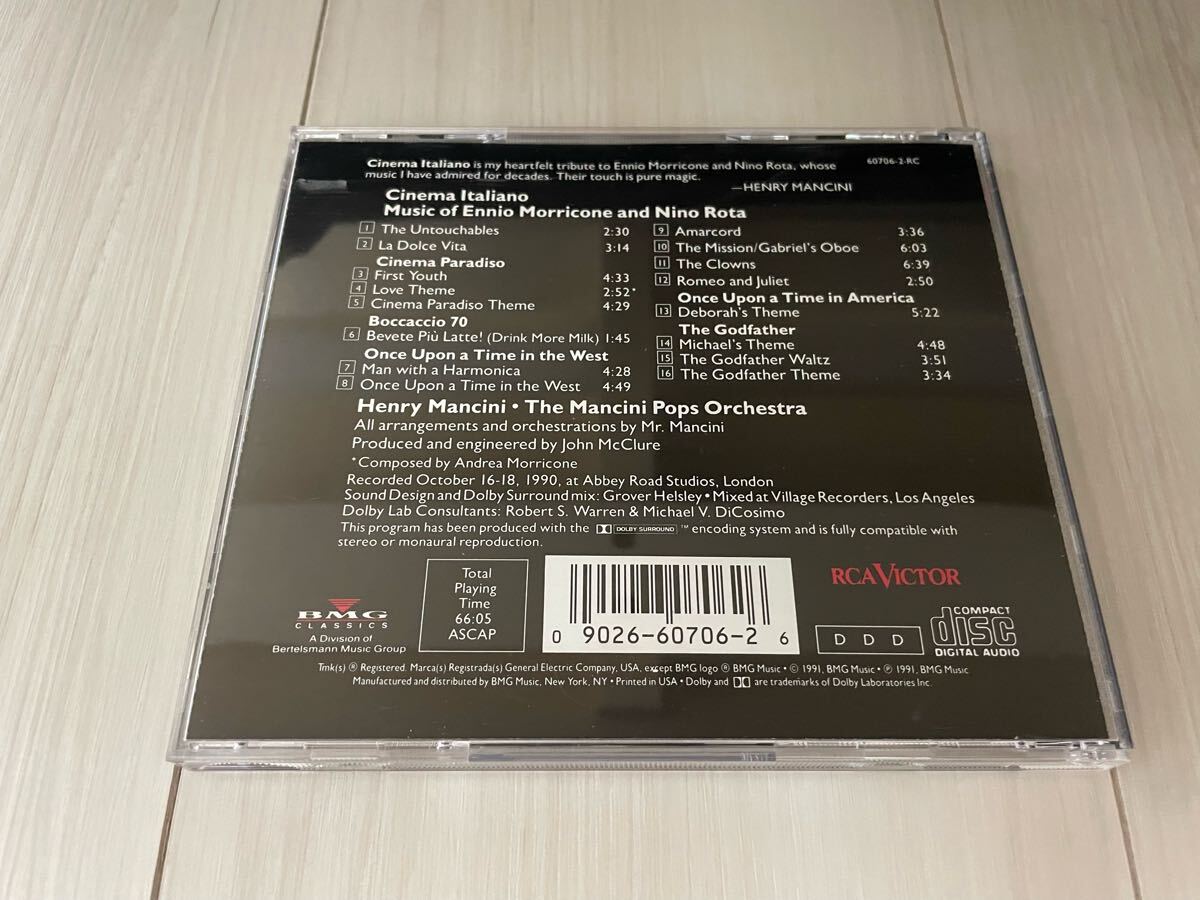 Cinema Italiano is my heartfelt tribute to Ennio Morricone and Nino Rota, whose
music I have admired for decades. Their touch is pure magic.
—HENRY MANCINI
60706-2-RC
Cinema Italiano
Music of Ennio Morricone and Nino Rota
1 The Untouchables 2:30
2 La Dolce Vita 3:14
Cinema Paradiso
3 First Youth 4:33
4 Love Theme 2:52*
5 Cinema Paradiso Theme 4:29
Boccaccio 70
6 Bevete Più Latte! (Drink More Milk) 1:45
Once Upon a Time in the West
7 Man with a Harmonica 4:28
8 Once Upon a Time in the West 4:49
9 Amarcord 3:36
10 The Mission/Gabriel's Oboe 6:03
11 The Clowns 6:39
12 Romeo and Juliet 2:50
Once Upon a Time in America
13 Deborah's Theme 5:22
The Godfather
14 Michael's Theme 4:48
15 The Godfather Waltz 3:51
16 The Godfather Theme 3:34
Henry Mancini • The Mancini Pops Orchestra
All arrangements and orchestrations by Mr. Mancini
Produced and engineered by John McClure
*Composed by Andrea Morricone
Recorded October 16-18, 1990, at Abbey Road Studios, London
Sound Design and Dolby Surround mix: Grover Helsley • Mixed at Village Recorders, Los Angeles
Dolby Lab Consultants: Robert S. Warren & Michael V. DiCosimo
This program has been produced with the DOLBY SURROUND ™ encoding system and is fully compatible with
stereo or monaural reproduction.
BMG
CLASSICS
A Division of
Bertelsmann Music Group
Total
Playing
Time
66:05
ASCAP
0 9026-60706-2 6
RCA VICTOR
D D D
COMPACT
disc
DIGITAL AUDIO
Tmk(s) ® Registered. Marca(s) Registrada(s) General Electric Company, USA, except BMG logo ® BMG Music • © 1991, BMG Music • ℗ 1991, BMG Music
Manufactured and distributed by BMG Music, New York, NY • Printed in USA • Dolby and are trademarks of Dolby Laboratories Inc.